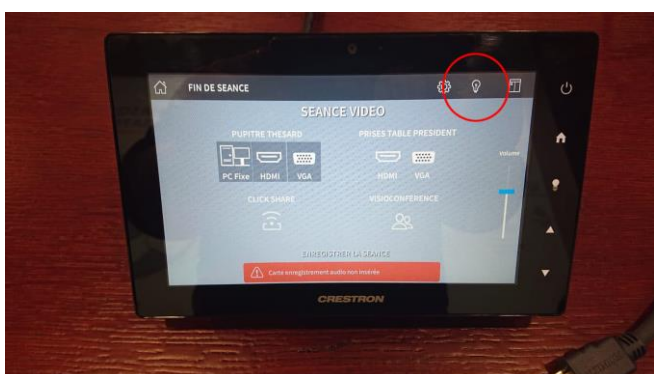 FIN DE SEANCE
SEANCE VIDEO
PUPITRE THESARD
PRISES TABLE PRESIDENT
Volume
PC Fixe HDMI VGA
HDMI VGA
CLICK SHARE
VISIOCONFERENCE
ENREGISTRER LA SEANCE
Carte enregistrement audio non insérée
CRESTRON